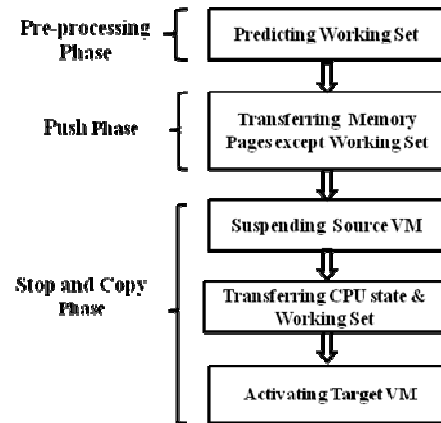 Pre-processing
Phase
Predicting Working Set
Push Phase
Transferring Memory
Pages except Working Set
Stop and Copy
Phase
Suspending Source VM
Transferring CPU state &
Working Set
Activating Target VM